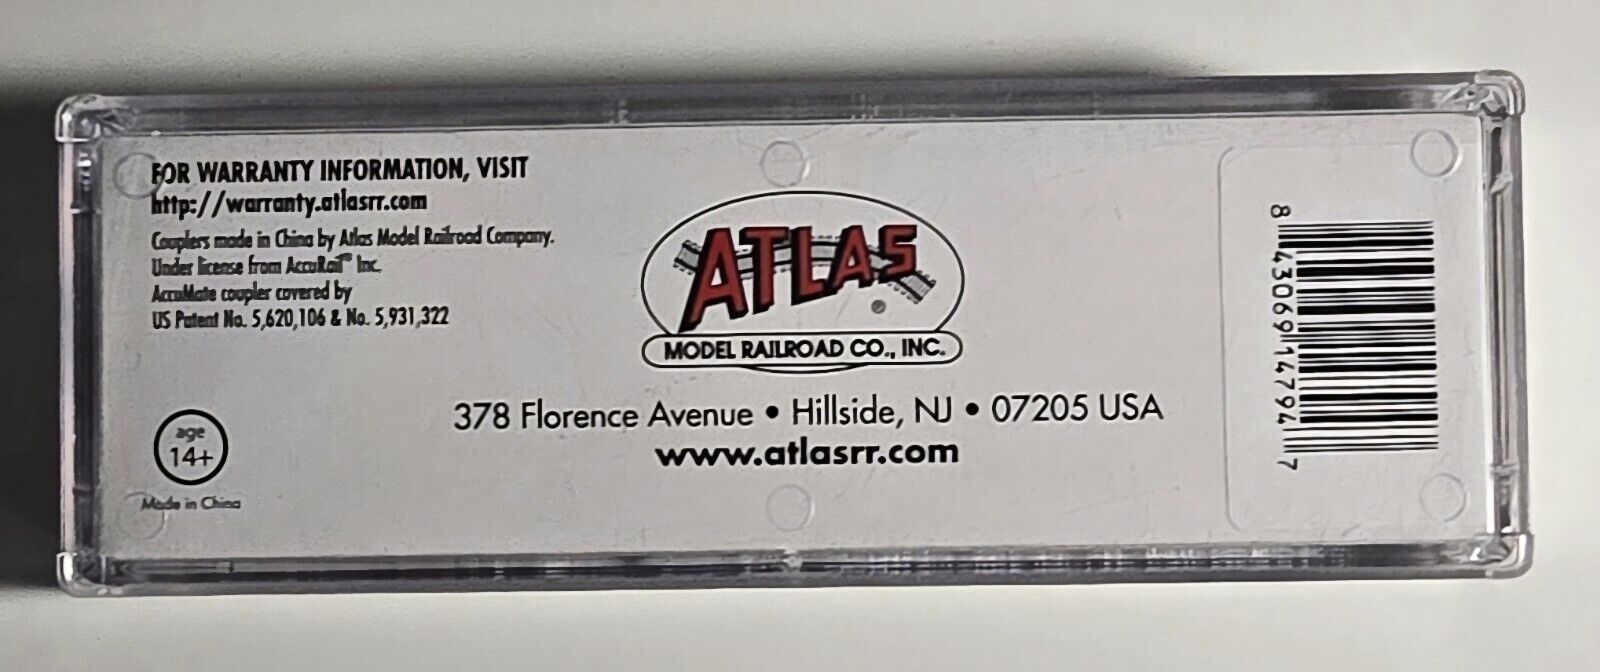 FOR WARRANTY INFORMATION, VISIT
http://warranty.atlasrr.com
Couplers made in China by Atlas Model Railroad Company.
Under license from AccuRail® Inc.
AccuMate coupler covered by
US Patent No. 5,620,106 & No. 5,931,322
age
14+
Made in China
ATLAS
®
MODEL RAILROAD CO., INC.
378 Florence Avenue • Hillside, NJ • 07205 USA
www.atlasrr.com
8 43069 14794 7